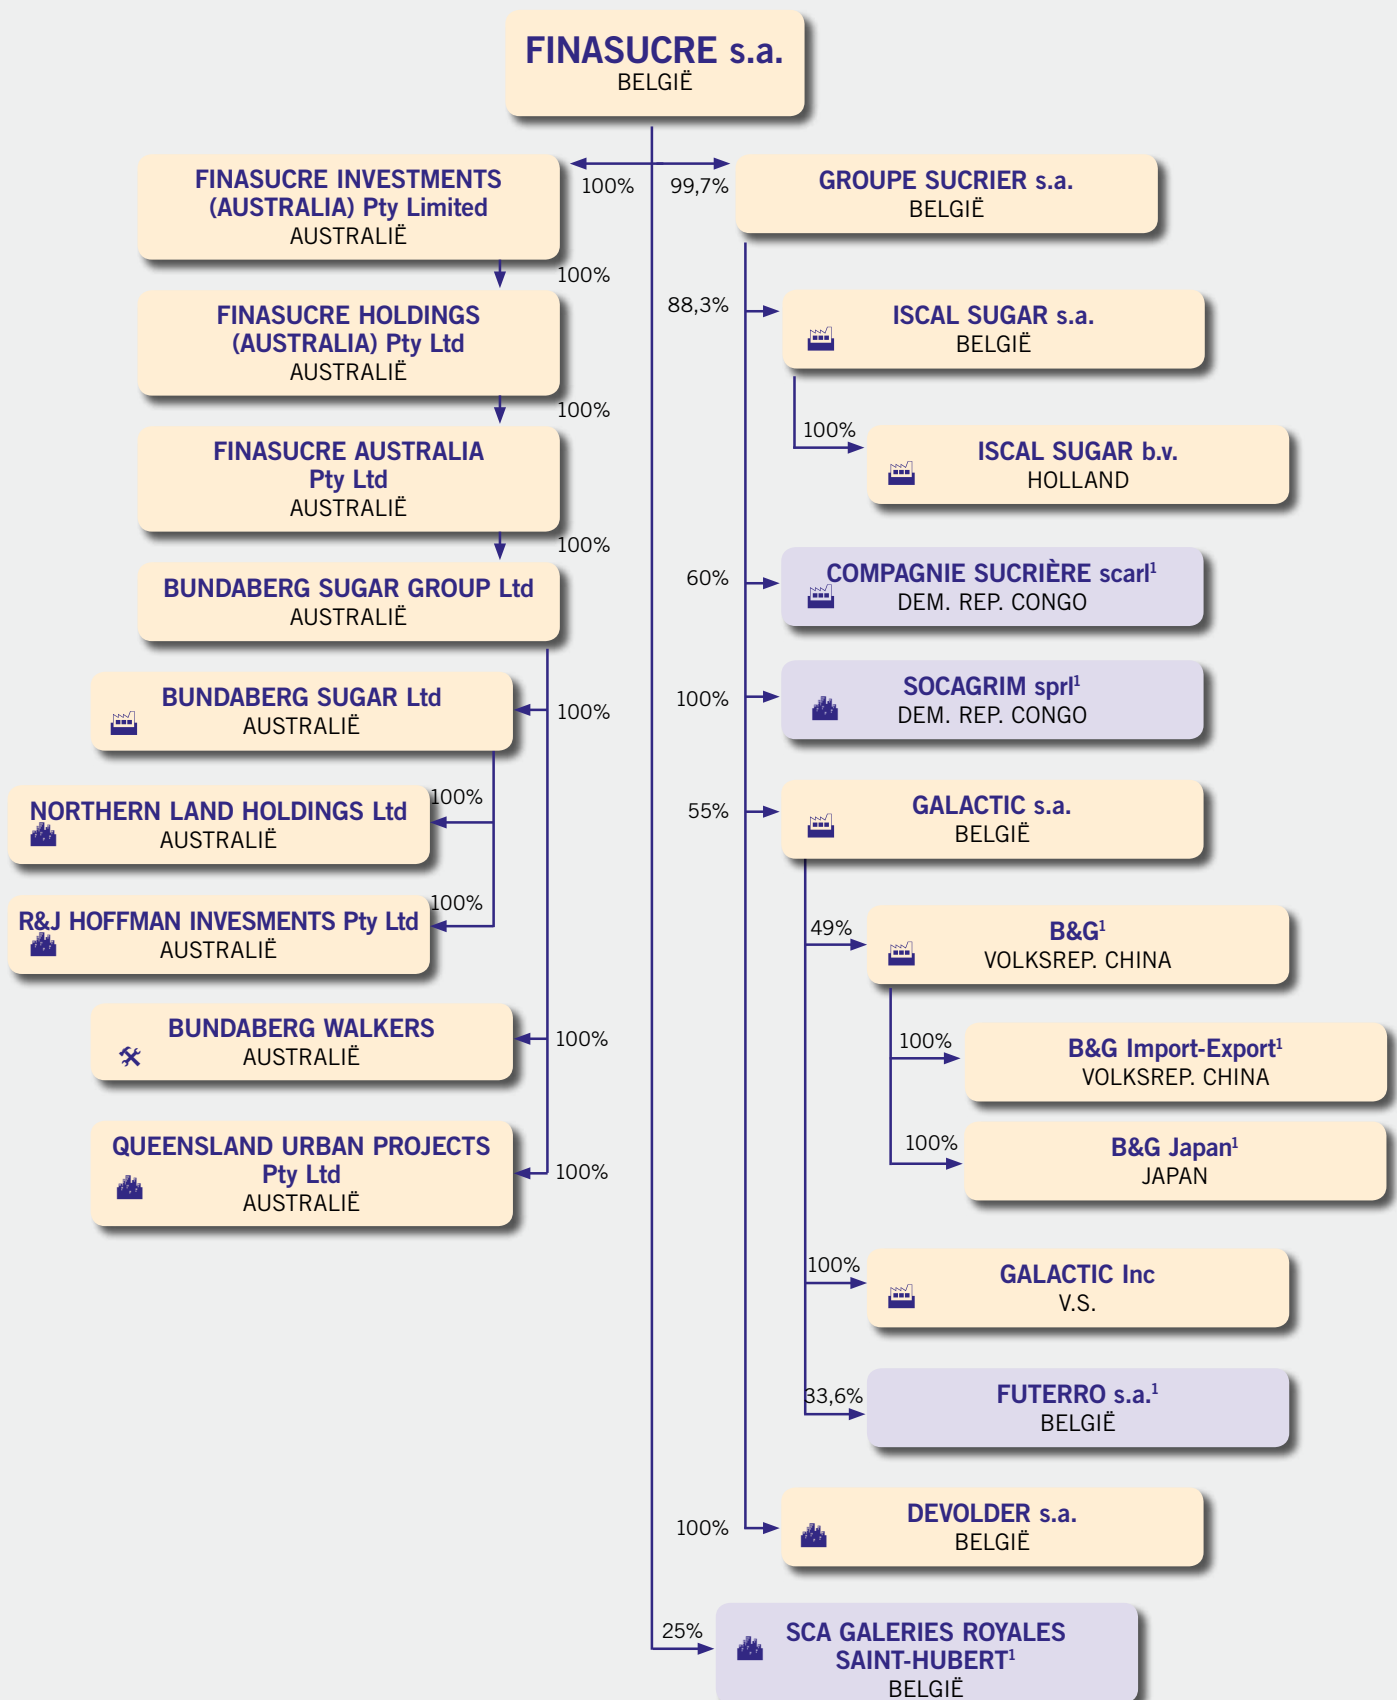 FINASUCRE s.a.
BELGIË
100%
99,7%
FINASUCRE INVESTMENTS
(AUSTRALIA) Pty Limited
AUSTRALIË
100%
FINASUCRE HOLDINGS
(AUSTRALIA) Pty Ltd
AUSTRALIË
100%
FINASUCRE AUSTRALIA
Pty Ltd
AUSTRALIË
100%
BUNDABERG SUGAR GROUP Ltd
AUSTRALIË
BUNDABERG SUGAR Ltd
AUSTRALIË
100%
NORTHERN LAND HOLDINGS Ltd
AUSTRALIË
100%
R&J HOFFMAN INVESMENTS Pty Ltd
AUSTRALIË
100%
BUNDABERG WALKERS
AUSTRALIË
100%
QUEENSLAND URBAN PROJECTS
Pty Ltd
AUSTRALIË
100%
GROUPE SUCRIER s.a.
BELGIË
88,3%
ISCAL SUGAR s.a.
BELGIË
100%
ISCAL SUGAR b.v.
HOLLAND
60%
COMPAGNIE SUCRIÈRE scarl¹
DEM. REP. CONGO
100%
SOCAGRIM sprl¹
DEM. REP. CONGO
55%
GALACTIC s.a.
BELGIË
49%
B&G¹
VOLKSREP. CHINA
100%
B&G Import-Export¹
VOLKSREP. CHINA
100%
B&G Japan¹
JAPAN
100%
GALACTIC Inc
V.S.
33,6%
FUTERRO s.a.¹
BELGIË
100%
DEVOLDER s.a.
BELGIË
25%
SCA GALERIES ROYALES
SAINT-HUBERT¹
BELGIË